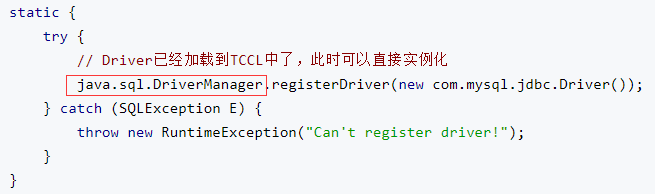 static {
try {
// Driver已经加载到TCCL中了，此时可以直接实例化
java.sql.DriverManager.registerDriver(new com.mysql.jdbc.Driver());
} catch (SQLException E) {
throw new RuntimeException("Can't register driver!");
}
}